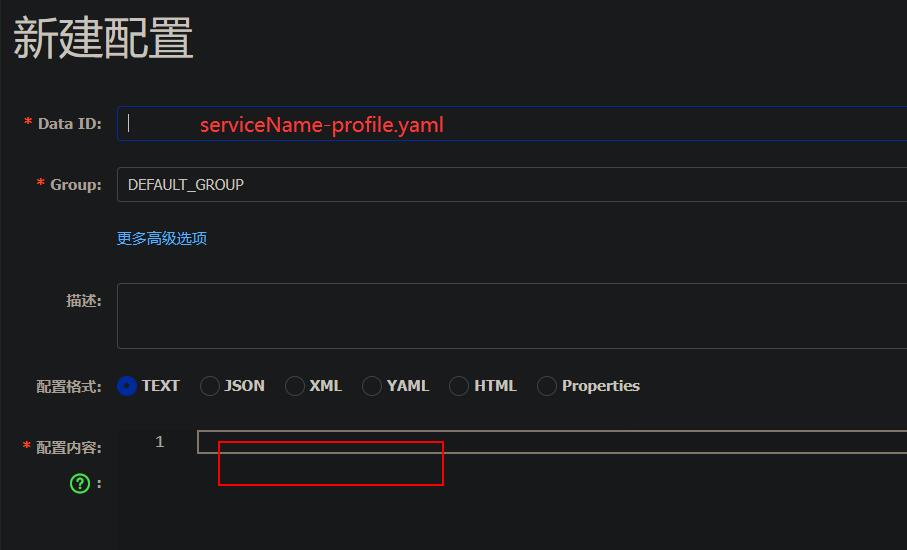 新建配置
* Data ID: serviceName-profile.yaml
* Group: DEFAULT_GROUP
更多高级选项
描述:
配置格式: TEXT JSON XML YAML HTML Properties
* 配置内容: 1
? :